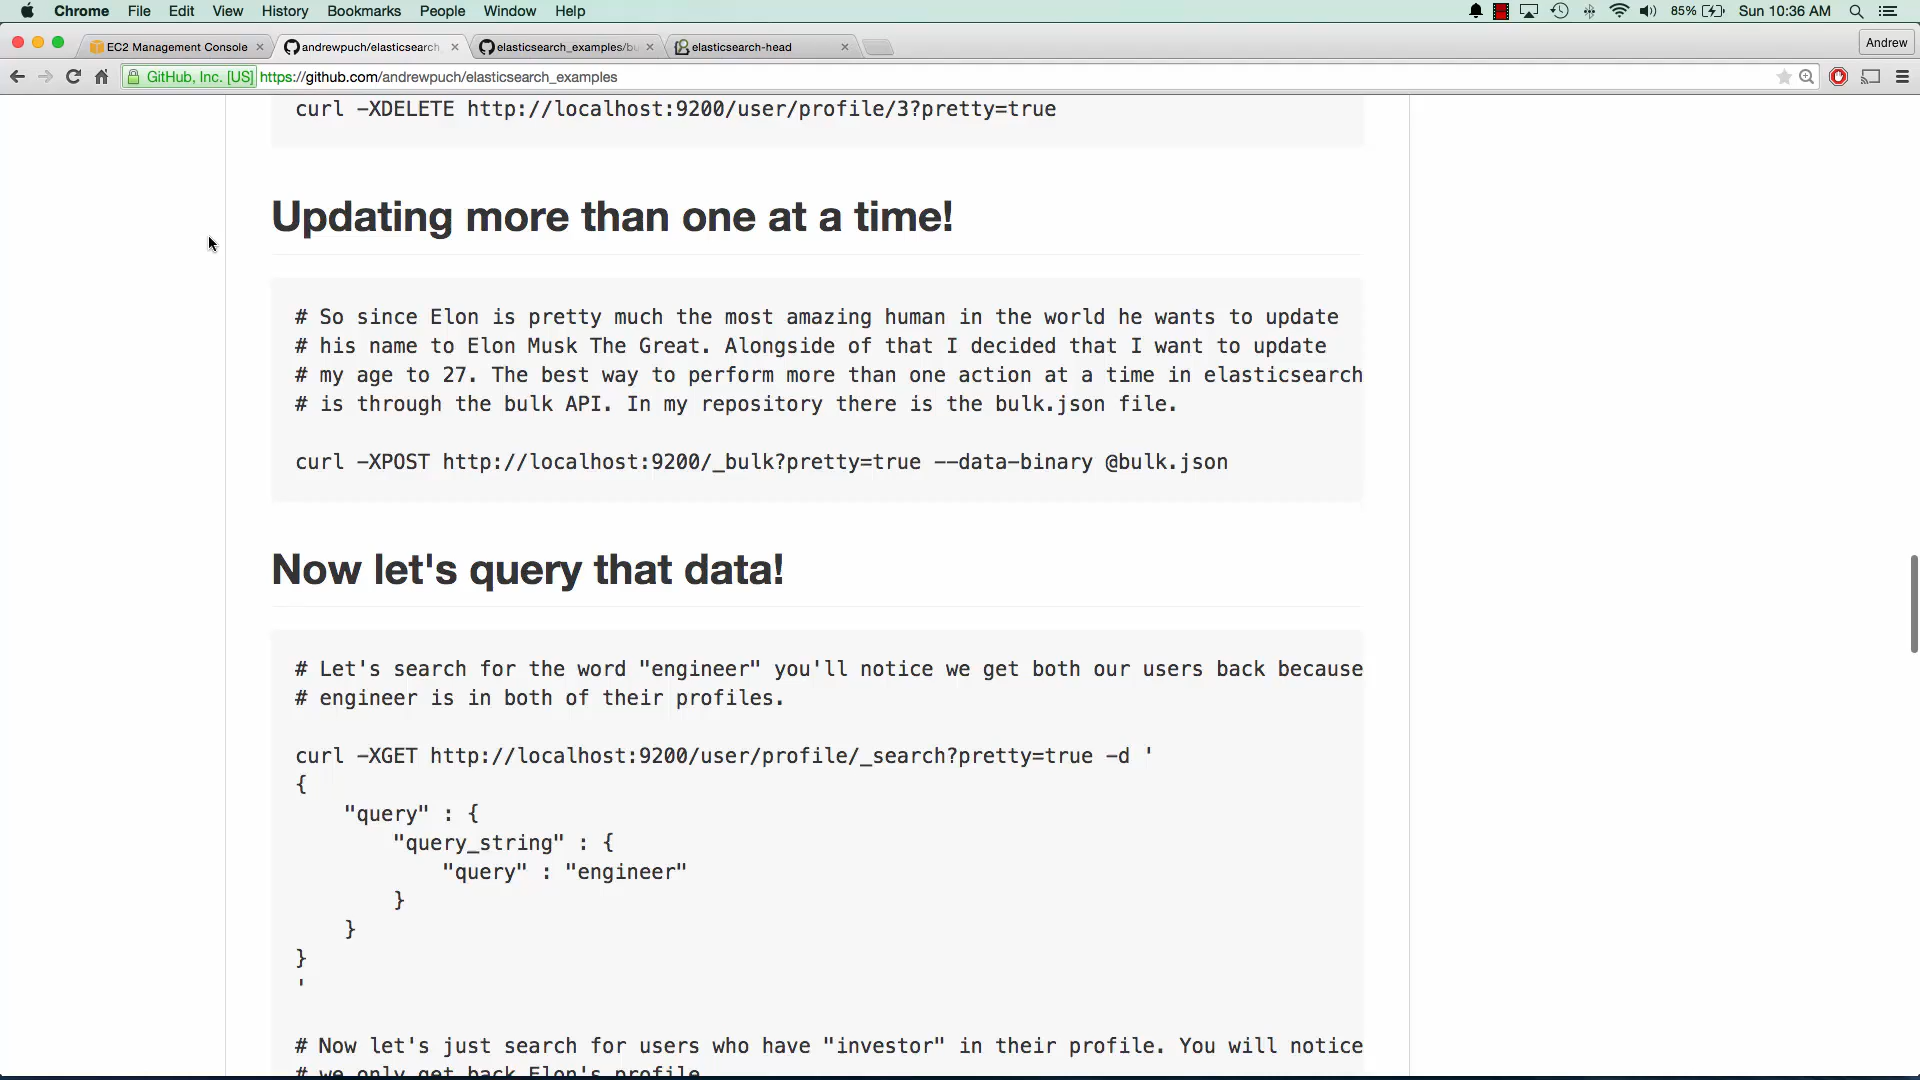 Chrome File Edit View History Bookmarks People Window Help 85% Sun 10:36 AM
EC2 Management Console andrewpuch/elasticsearch elasticsearch_examples/bu elasticsearch-head Andrew
GitHub, Inc. [US] https://github.com/andrewpuch/elasticsearch_examples
curl -XDELETE http://localhost:9200/user/profile/3?pretty=true
Updating more than one at a time!
# So since Elon is pretty much the most amazing human in the world he wants to update
# his name to Elon Musk The Great. Alongside of that I decided that I want to update
# my age to 27. The best way to perform more than one action at a time in elasticsearch
# is through the bulk API. In my repository there is the bulk.json file.
curl -XPOST http://localhost:9200/_bulk?pretty=true --data-binary @bulk.json
Now let's query that data!
# Let's search for the word "engineer" you'll notice we get both our users back because
# engineer is in both of their profiles.
curl -XGET http://localhost:9200/user/profile/_search?pretty=true -d '
{
"query" : {
"query_string" : {
"query" : "engineer"
}
}
}
'
# Now let's just search for users who have "investor" in their profile. You will notice
# we only get back Elon's profile.